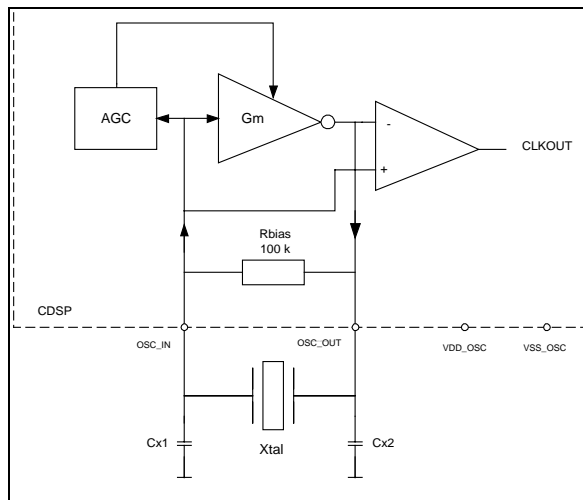 AGC
Gm
-
+
CLKOUT
Rbias
100 k
CDSP
OSC_IN
OSC_OUT
VDD_OSC
VSS_OSC
Cx1
Xtal
Cx2